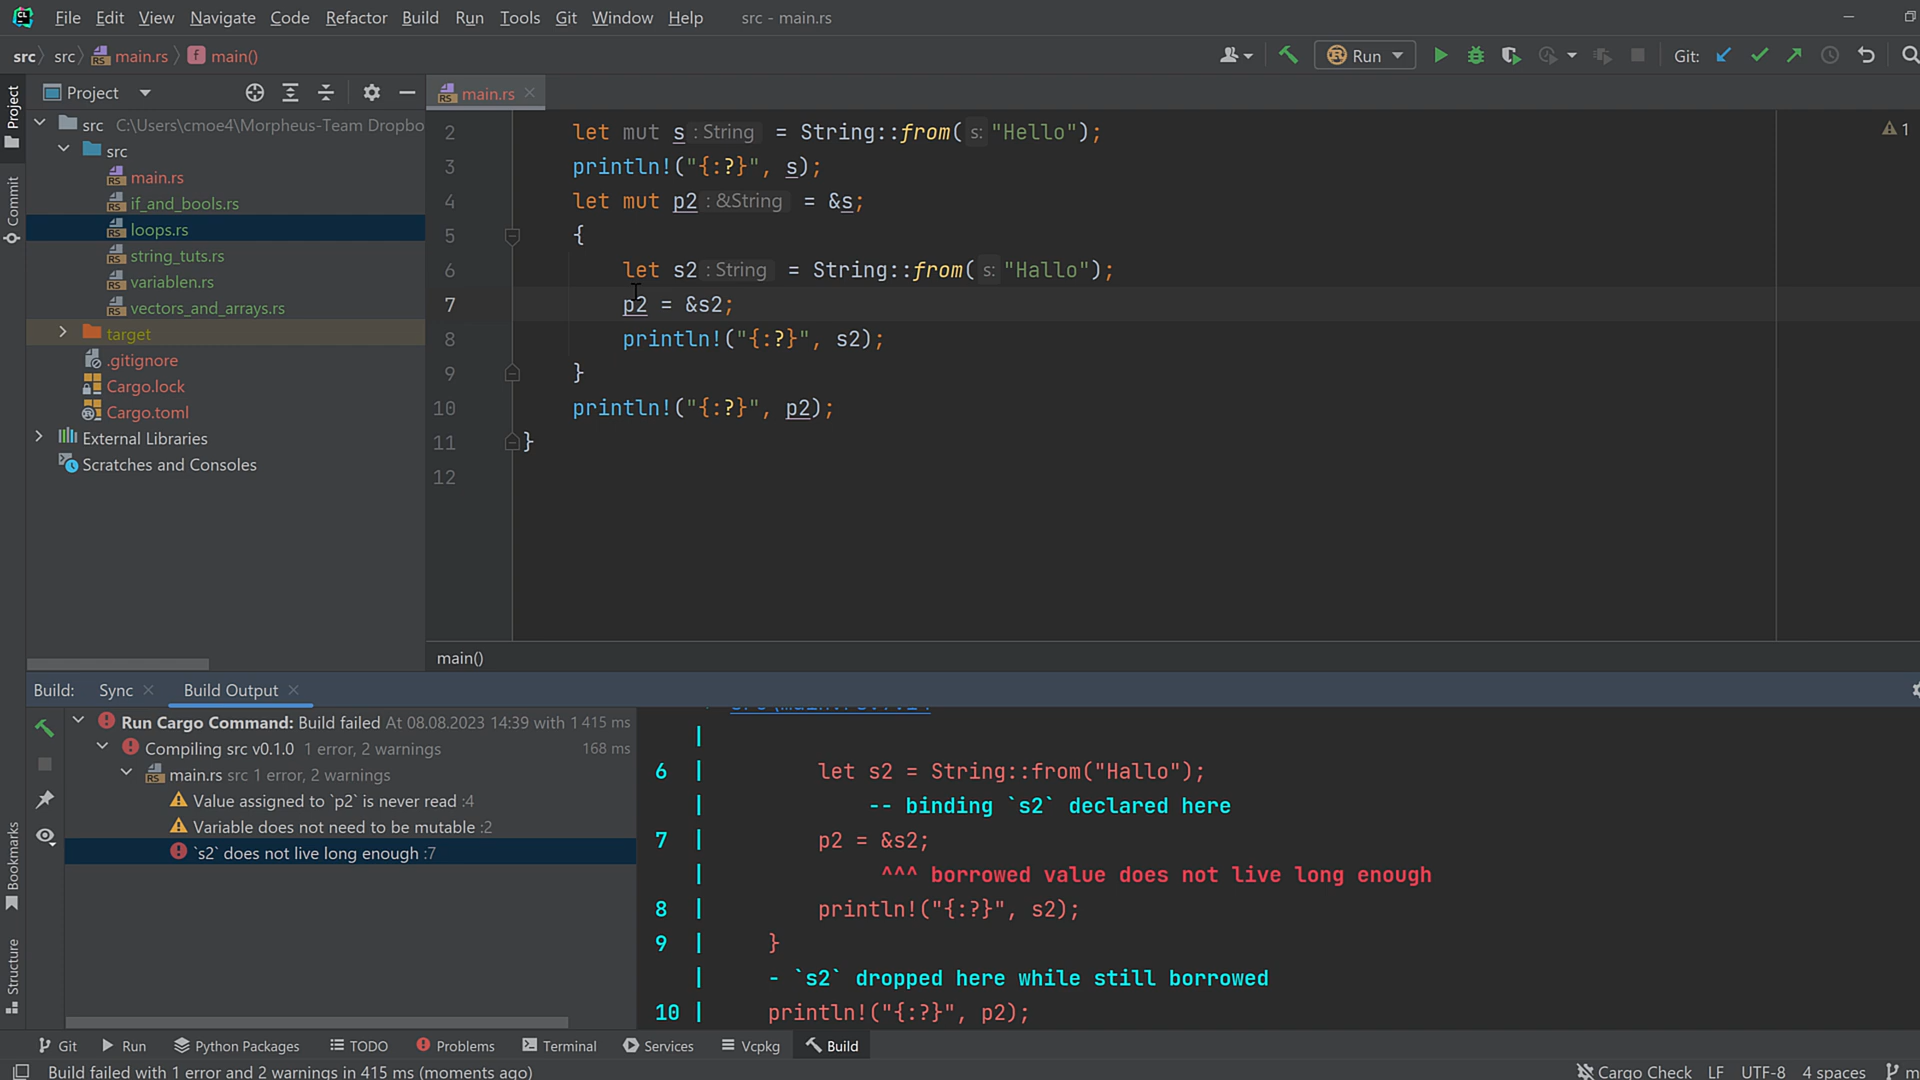 CL File Edit View Navigate Code Refactor Build Run Tools Git Window Help src - main.rs
src src main.rs main() Run Git:
Project main.rs
src C:\Users\cmoe4\Morpheus-Team Dropbo
src
main.rs
if_and_bools.rs
loops.rs
string_tuts.rs
variablen.rs
vectors_and_arrays.rs
target
.gitignore
Cargo.lock
Cargo.toml
External Libraries
Scratches and Consoles
Project
Commit
Bookmarks
Structure
1
2 let mut s : String = String::from( s: "Hello");
3 println!("{:?}", s);
4 let mut p2 : &String = &s;
5 {
6 let s2 : String = String::from( s: "Hallo");
7 p2 = &s2;
8 println!("{:?}", s2);
9 }
10 println!("{:?}", p2);
11 }
12
main()
Build: Sync Build Output
Run Cargo Command: Build failed At 08.08.2023 14:39 with 1 415 ms
Compiling src v0.1.0 1 error, 2 warnings 168 ms
main.rs src 1 error, 2 warnings
Value assigned to `p2` is never read :4
Variable does not need to be mutable :2
`s2` does not live long enough :7
|
6 | let s2 = String::from("Hallo");
| -- binding `s2` declared here
7 | p2 = &s2;
| ^^^ borrowed value does not live long enough
8 | println!("{:?}", s2);
9 | }
| - `s2` dropped here while still borrowed
10 | println!("{:?}", p2);
Git Run Python Packages TODO Problems Terminal Services Vcpkg Build
Build failed with 1 error and 2 warnings in 415 ms (moments ago) Cargo Check LF UTF-8 4 spaces m